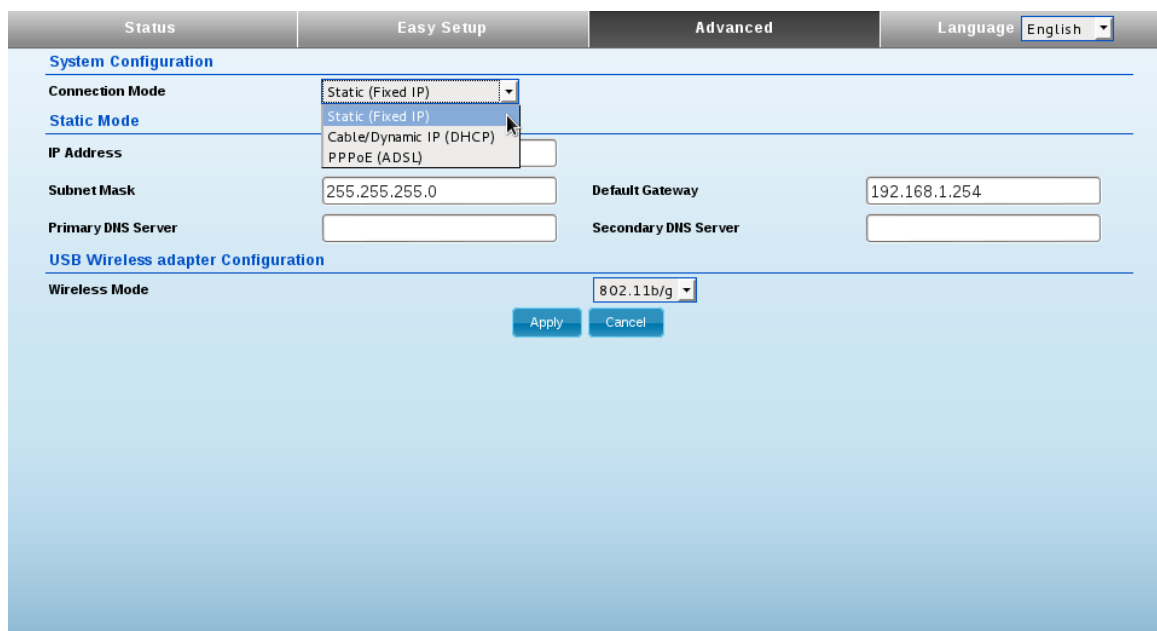 Status Easy Setup Advanced Language English
System Configuration
Connection Mode Static (Fixed IP)
Static (Fixed IP)
Static Mode
Cable/Dynamic IP (DHCP)
IP Address
PPPoE (ADSL)
Subnet Mask 255.255.255.0 Default Gateway 192.168.1.254
Primary DNS Server Secondary DNS Server
USB Wireless adapter Configuration
Wireless Mode 802.11b/g
Apply Cancel